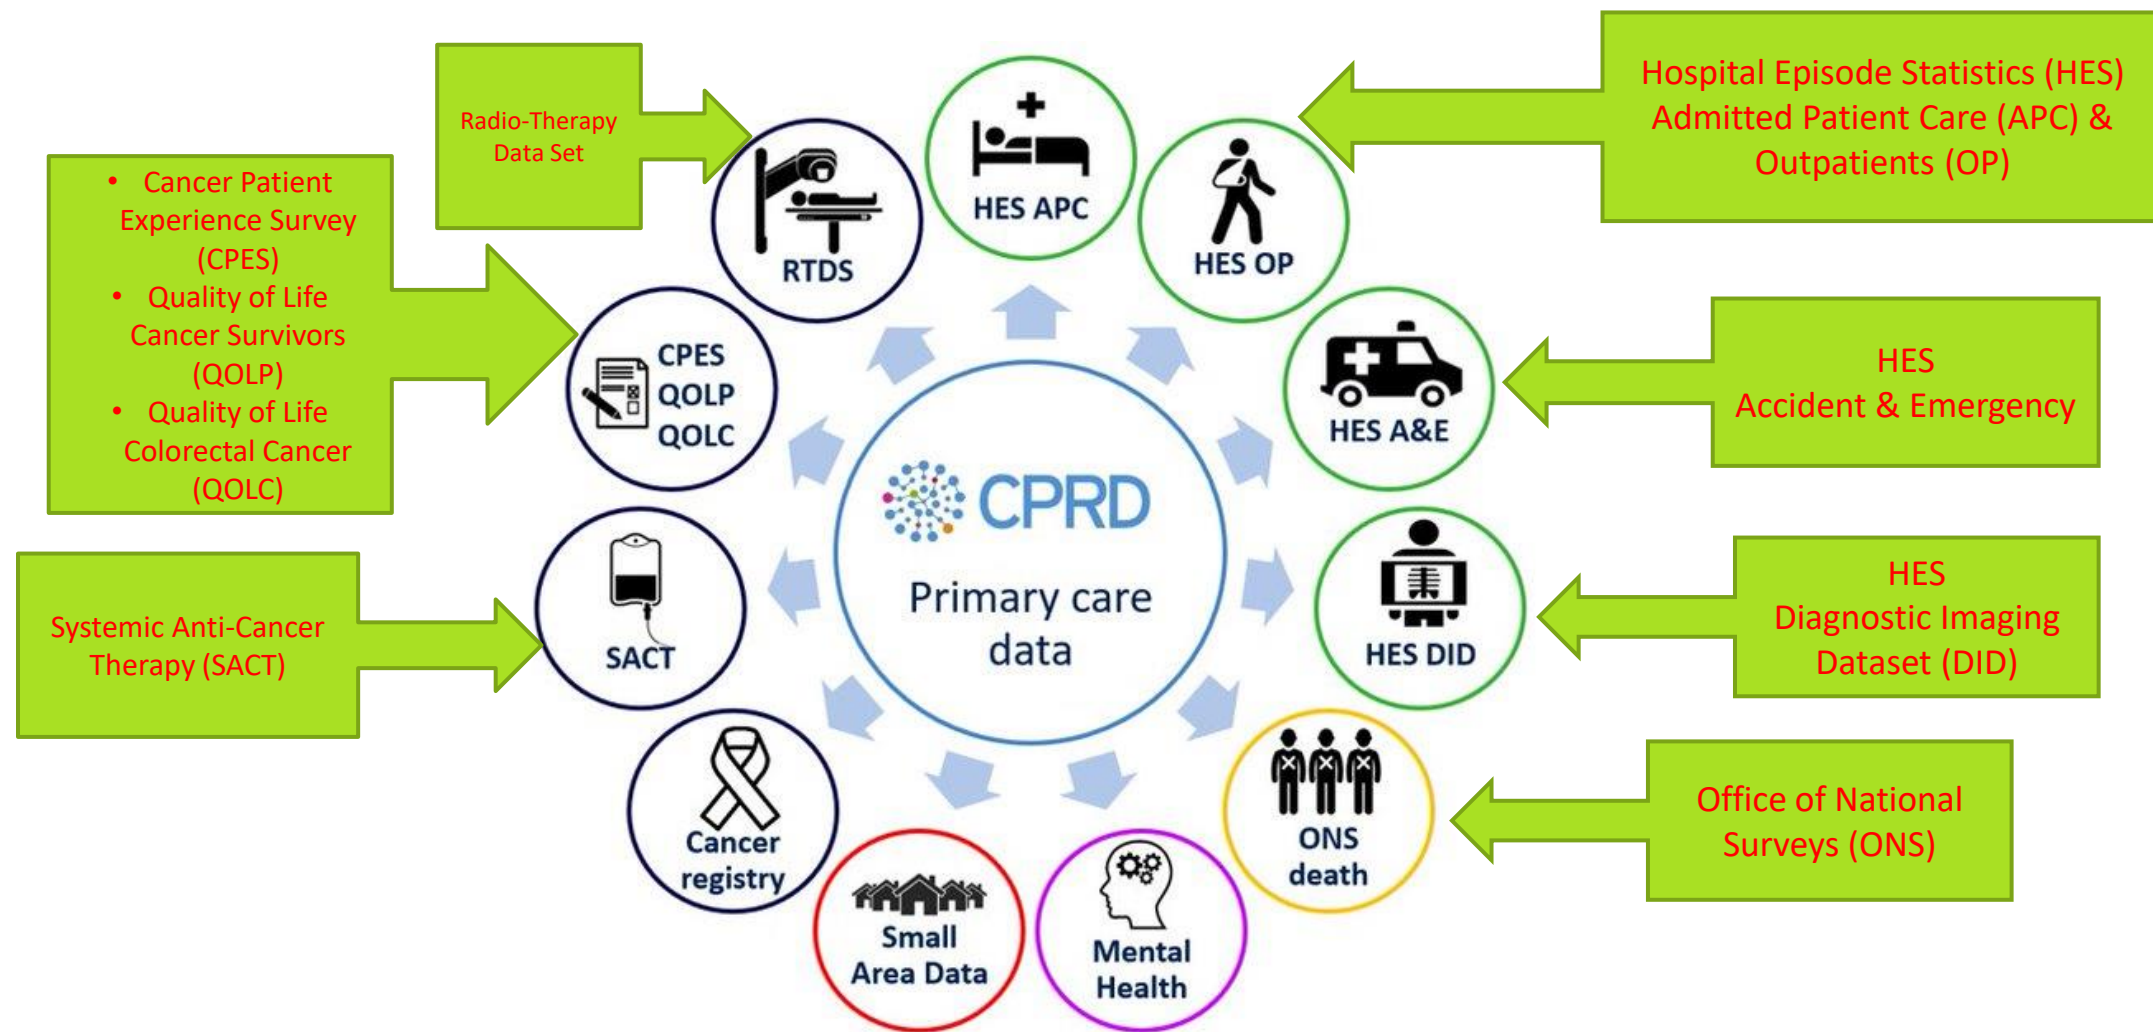 Radio-Therapy
Data Set
• Cancer Patient
Experience Survey
(CPES)
• Quality of Life
Cancer Survivors
(QOLP)
• Quality of Life
Colorectal Cancer
(QOLC)
Systemic Anti-Cancer
Therapy (SACT)
Hospital Episode Statistics (HES)
Admitted Patient Care (APC) &
Outpatients (OP)
HES
Accident & Emergency
HES
Diagnostic Imaging
Dataset (DID)
Office of National
Surveys (ONS)
HES APC
HES OP
HES A&E
HES DID
ONS
death
Mental
Health
Small
Area Data
Cancer
registry
SACT
CPES
QOLP
QOLC
RTDS
CPRD
Primary care
data